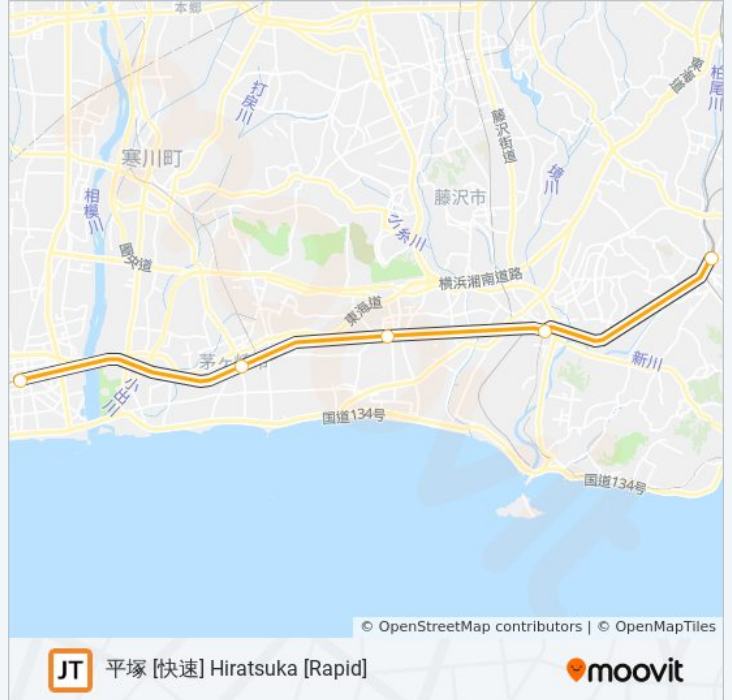 本郷
東海道
柏尾川
打戻川
藤沢街道
寒川町
境川
藤沢市
相模川
小糸川
圏央道
横浜湘南道路
東海道
新川
茅ヶ崎市
小出川
国道134号
国道134号
© OpenStreetMap contributors | © OpenMapTiles
JT 平塚 [快速] Hiratsuka [Rapid]
moovit